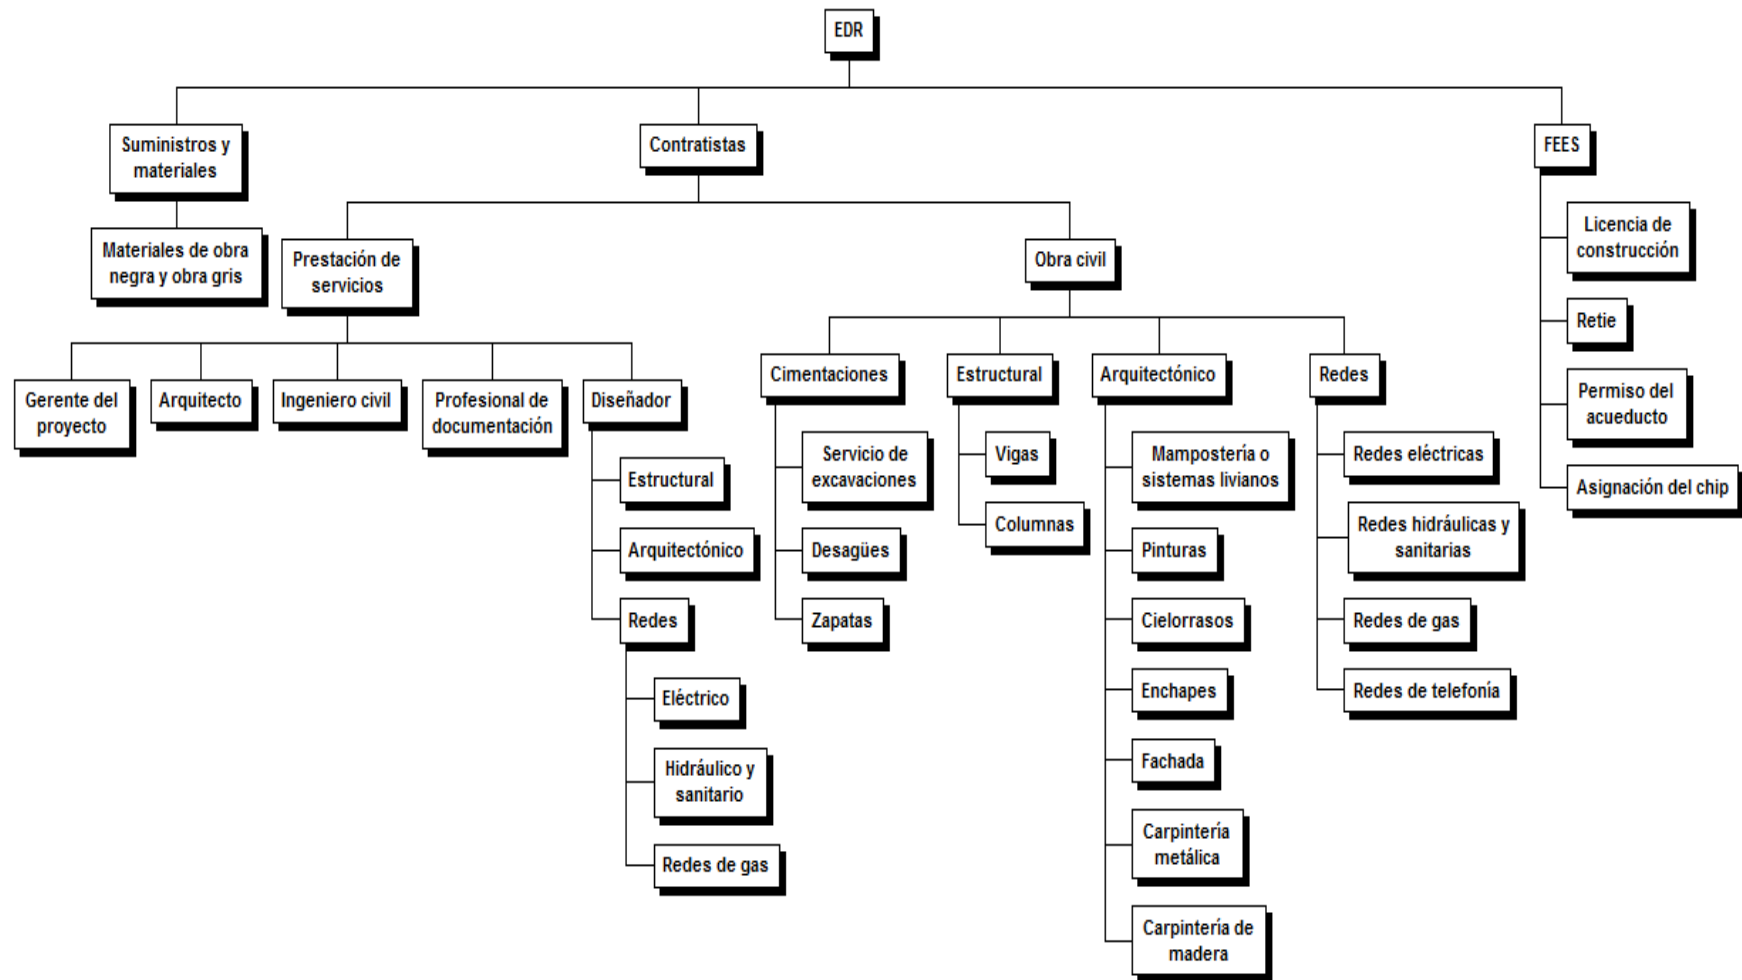 EDR
Suministros y
materiales
Contratistas
FEES
Materiales de obra
negra y obra gris
Prestación de
servicios
Obra civil
Licencia de
construcción
Retie
Permiso del
acueducto
Asignación del chip
Gerente del
proyecto
Arquitecto
Ingeniero civil
Profesional de
documentación
Diseñador
Estructural
Arquitectónico
Redes
Eléctrico
Hidráulico y
sanitario
Redes de gas
Cimentaciones
Servicio de
excavaciones
Desagües
Zapatas
Estructural
Vigas
Columnas
Arquitectónico
Mampostería o
sistemas livianos
Pinturas
Cielorrasos
Enchapes
Fachada
Carpintería
metálica
Carpintería de
madera
Redes
Redes eléctricas
Redes hidráulicas y
sanitarias
Redes de gas
Redes de telefonía